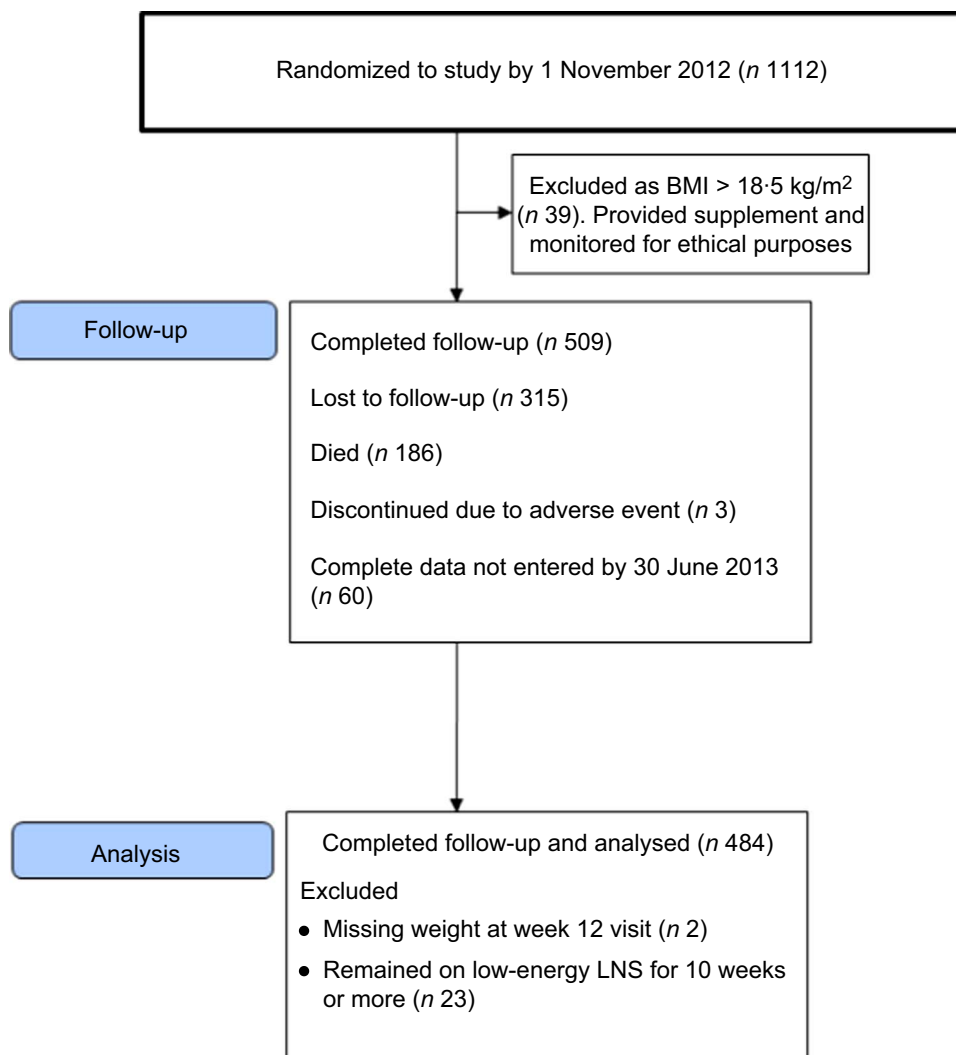 Randomized to study by 1 November 2012 (n 1112)
Excluded as BMI > 18·5 kg/m²
(n 39). Provided supplement and
monitored for ethical purposes
Follow-up
Completed follow-up (n 509)
Lost to follow-up (n 315)
Died (n 186)
Discontinued due to adverse event (n 3)
Complete data not entered by 30 June 2013
(n 60)
Analysis
Completed follow-up and analysed (n 484)
Excluded
● Missing weight at week 12 visit (n 2)
● Remained on low-energy LNS for 10 weeks
or more (n 23)